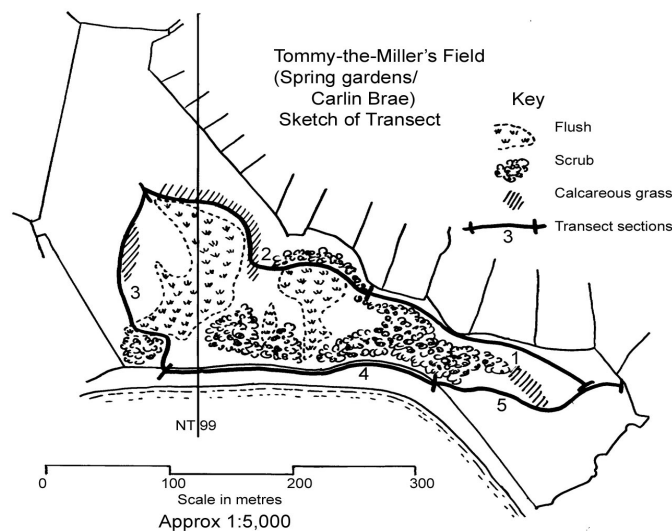 Tommy-the-Miller's Field
(Spring gardens/
Carlin Brae)
Sketch of Transect
Key
Flush
Scrub
Calcareous grass
Transect sections
3
2
3
1
4
5
NT 99
0 100 200 300
Scale in metres
Approx 1:5,000